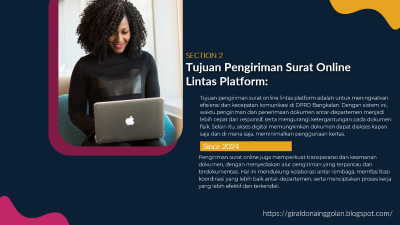 SECTION 2
Tujuan Pengiriman Surat Online
Lintas Platform:
Tujuan pengiriman surat online lintas platform adalah untuk meningkatkan
efisiensi dan kecepatan komunikasi di DPRD Bangkalan. Dengan sistem ini,
waktu pengiriman dan penerimaan dokumen antar-departemen menjadi
lebih cepat dan responsif, serta mengurangi ketergantungan pada dokumen
fisik. Selain itu, akses digital memungkinkan dokumen dapat diakses kapan
saja dan di mana saja, meminimalkan penggunaan kertas.
Since 2024
Pengiriman surat online juga memperkuat transparansi dan keamanan
dokumen, dengan menyediakan alur pengiriman yang terpantau dan
terdokumentasi. Hal ini mendukung kolaborasi antar-lembaga, memfasilitasi
koordinasi yang lebih baik antar-departemen, serta menciptakan proses kerja
yang lebih efektif dan terkendali.
https://giraldonainggolan.blogspot.com/